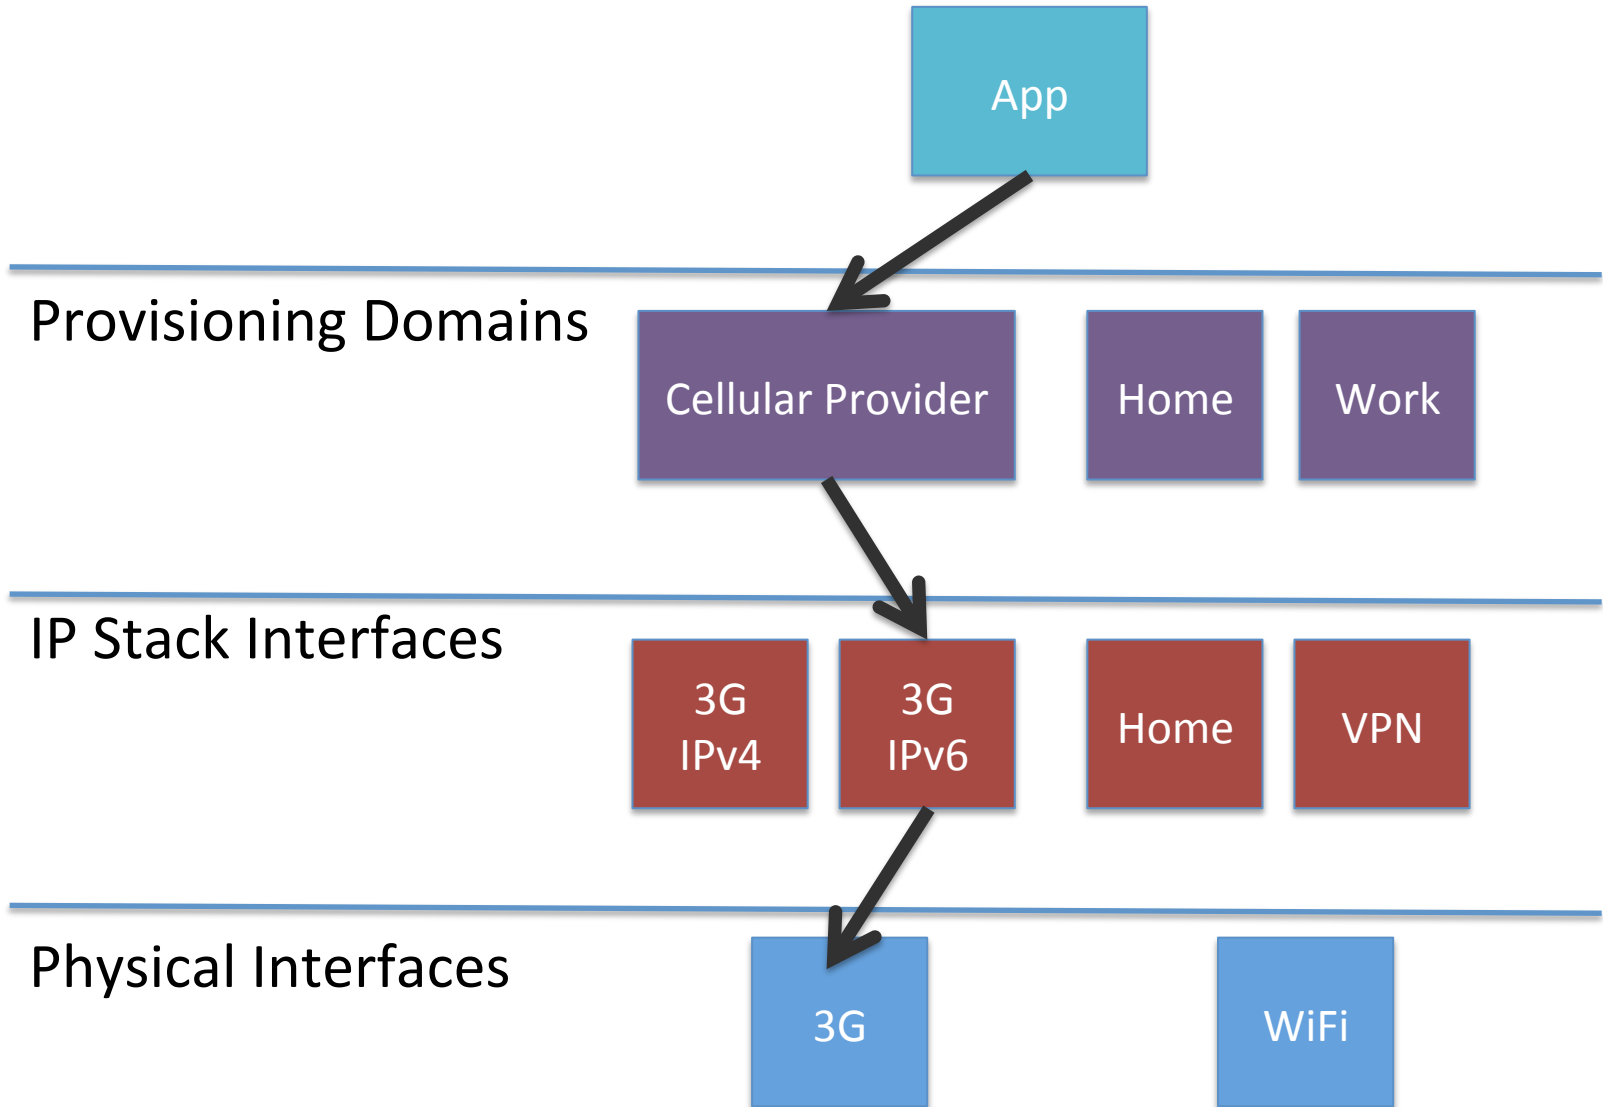 App
Provisioning Domains
Cellular Provider
Home
Work
IP Stack Interfaces
3G
IPv4
3G
IPv6
Home
VPN
Physical Interfaces
3G
WiFi